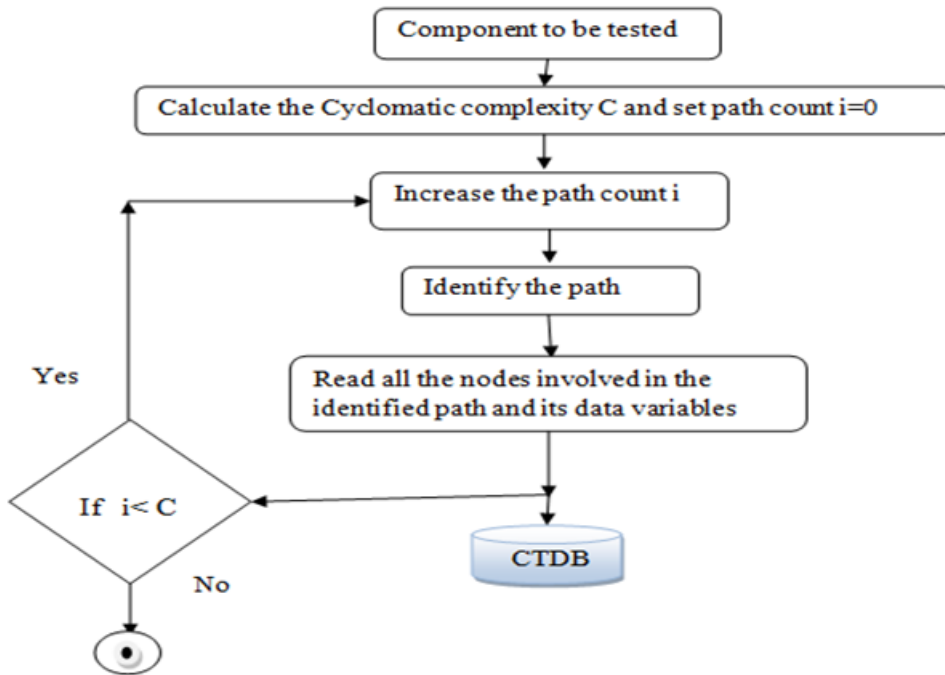 Component to be tested
Calculate the Cyclomatic complexity C and set path count i=0
Increase the path count i
Identify the path
Read all the nodes involved in the
identified path and its data variables
Yes
If i< C
CTDB
No